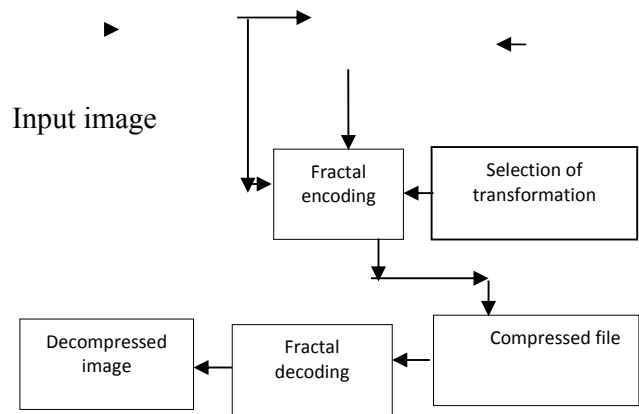 Input image
Fractal
encoding
Selection of
transformation
Decompressed
image
Fractal
decoding
Compressed file